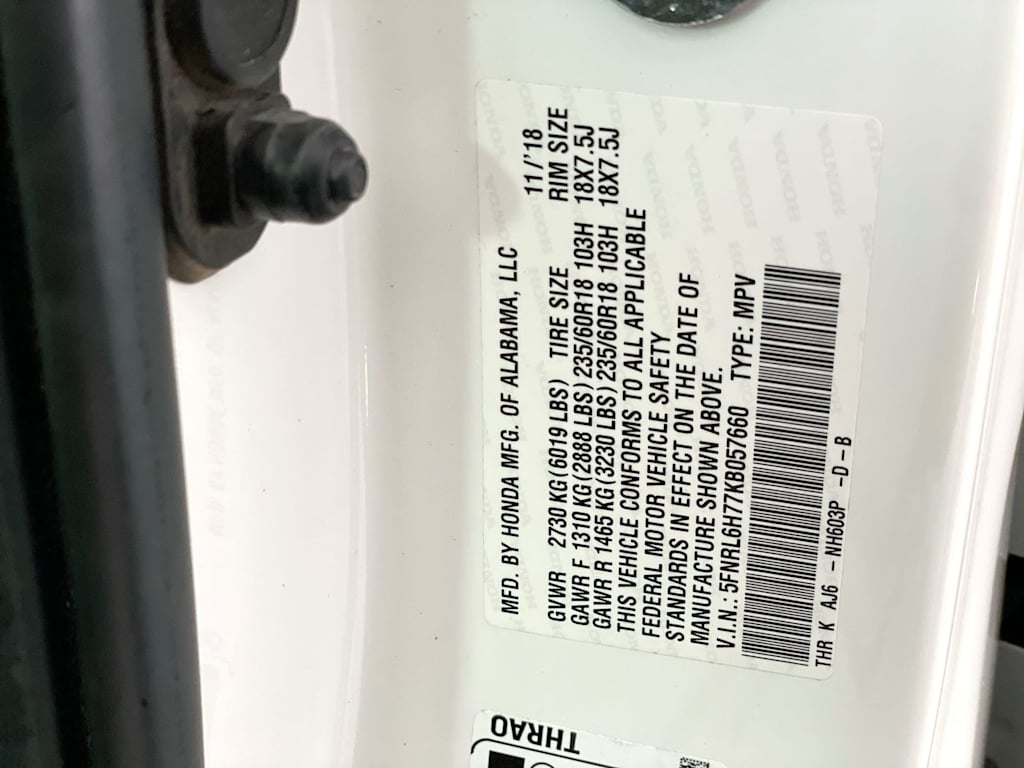 MFD. BY HONDA MFG. OF ALABAMA, LLC 11/'18
GVWR 2730 KG(6019 LBS) TIRE SIZE RIM SIZE
GAWR F 1310 KG(2888 LBS) 235/60R18 103H 18X7.5J
GAWR R 1465 KG(3230 LBS) 235/60R18 103H 18X7.5J
THIS VEHICLE CONFORMS TO ALL APPLICABLE
FEDERAL MOTOR VEHICLE SAFETY
STANDARDS IN EFFECT ON THE DATE OF
MANUFACTURE SHOWN ABOVE.
V.I.N.: 5FNRL6H77KB057660 TYPE: MPV
THR K AJ6 - NH603P -D-B
THRAO